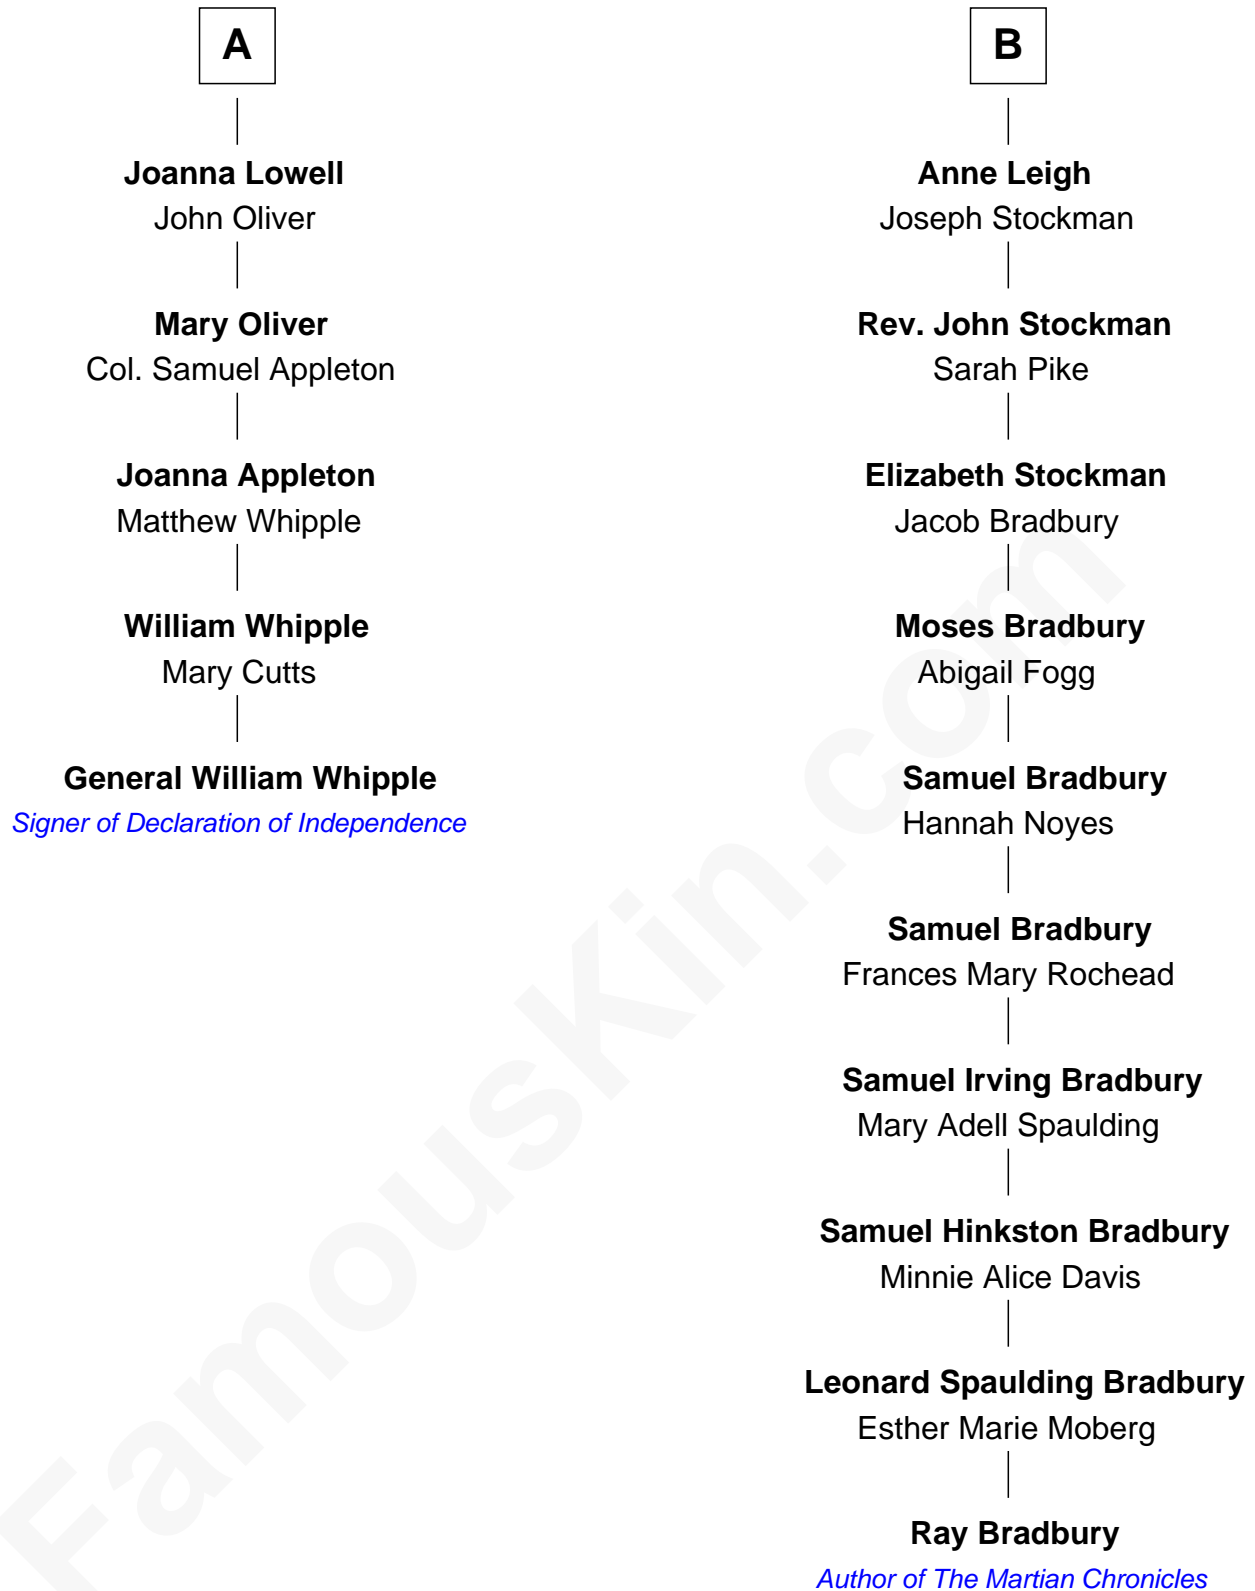 A
Joanna Lowell
John Oliver
Mary Oliver
Col. Samuel Appleton
Joanna Appleton
Matthew Whipple
William Whipple
Mary Cutts
General William Whipple
Signer of Declaration of Independence
B
Anne Leigh
Joseph Stockman
Rev. John Stockman
Sarah Pike
Elizabeth Stockman
Jacob Bradbury
Moses Bradbury
Abigail Fogg
Samuel Bradbury
Hannah Noyes
Samuel Bradbury
Frances Mary Rochead
Samuel Irving Bradbury
Mary Adell Spaulding
Samuel Hinkston Bradbury
Minnie Alice Davis
Leonard Spaulding Bradbury
Esther Marie Moberg
Ray Bradbury
Author of The Martian Chronicles
FamousKin.com